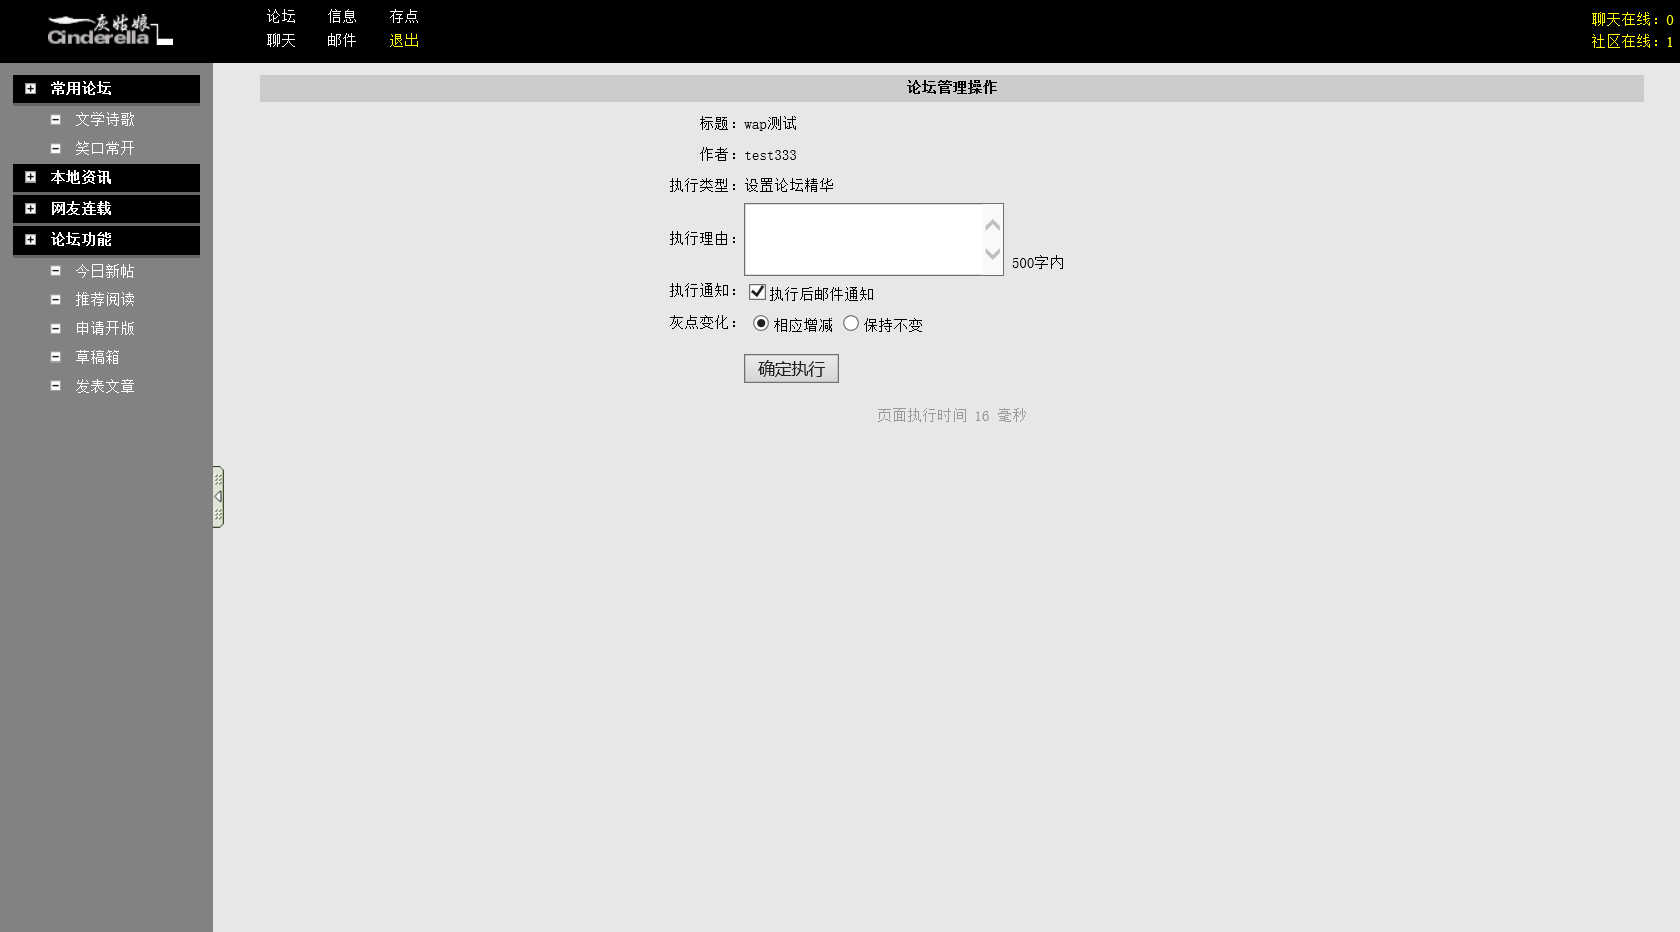 灰姑娘
Cinderella
论坛 信息 存点
聊天 邮件 退出
聊天在线：0
社区在线：1
常用论坛
文学诗歌
笑口常开
本地资讯
网友连载
论坛功能
今日新帖
推荐阅读
申请开版
草稿箱
发表文章
论坛管理操作
标题：wap测试
作者：test333
执行类型：设置论坛精华
执行理由： 500字内
执行通知： 执行后邮件通知
灰点变化： 相应增减 保持不变
确定执行
页面执行时间 16 毫秒